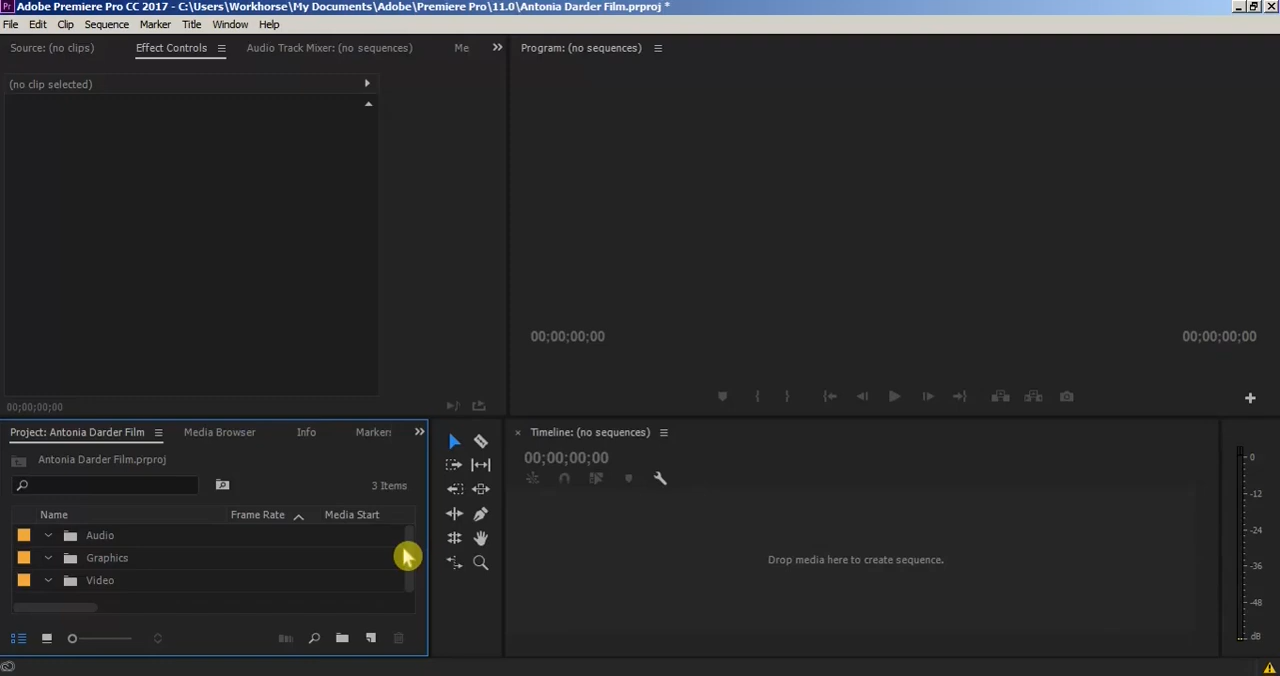 Adobe Premiere Pro CC 2017 - C:\Users\Workhorse\My Documents\Adobe\Premiere Pro\11.0\Antonia Darder Film.prproj *
File Edit Clip Sequence Marker Title Window Help
Source: (no clips) Effect Controls Audio Track Mixer: (no sequences) Me
Program: (no sequences)
(no clip selected)
00;00;00;00 00;00;00;00
00;00;00;00
Project: Antonia Darder Film Media Browser Info Markers
Antonia Darder Film.prproj
3 Items
Name Frame Rate Media Start
Audio
Graphics
Video
Timeline: (no sequences)
00;00;00;00
Drop media here to create sequence.
0
-12
-24
-36
-48
dB